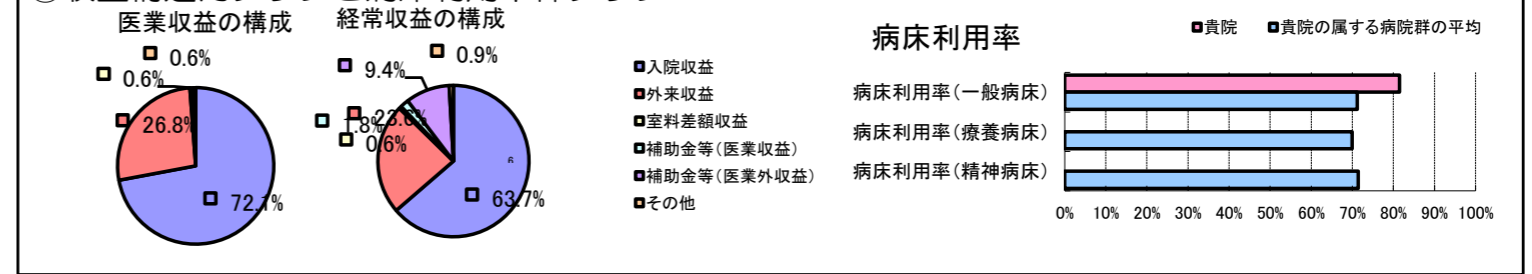 医業収益の構成
0.6%
0.6%
26.8%
72.1%
経常収益の構成
0.9%
9.4%
23.6%
1.8%
0.6%
63.7%
入院収益
外来収益
室料差額収益
補助金等(医業収益)
補助金等(医業外収益)
その他
病床利用率
貴院 貴院の属する病院群の平均
病床利用率(一般病床)
病床利用率(療養病床)
病床利用率(精神病床)
0% 10% 20% 30% 40% 50% 60% 70% 80% 90% 100%